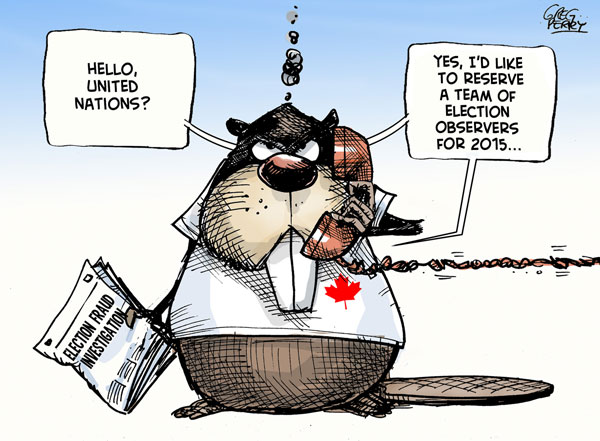 GREG
PERRY
HELLO,
UNITED
NATIONS?
YES, I'D LIKE
TO RESERVE
A TEAM OF
ELECTION
OBSERVERS
FOR 2015...
ELECTION FRAUD
INVESTIGATION